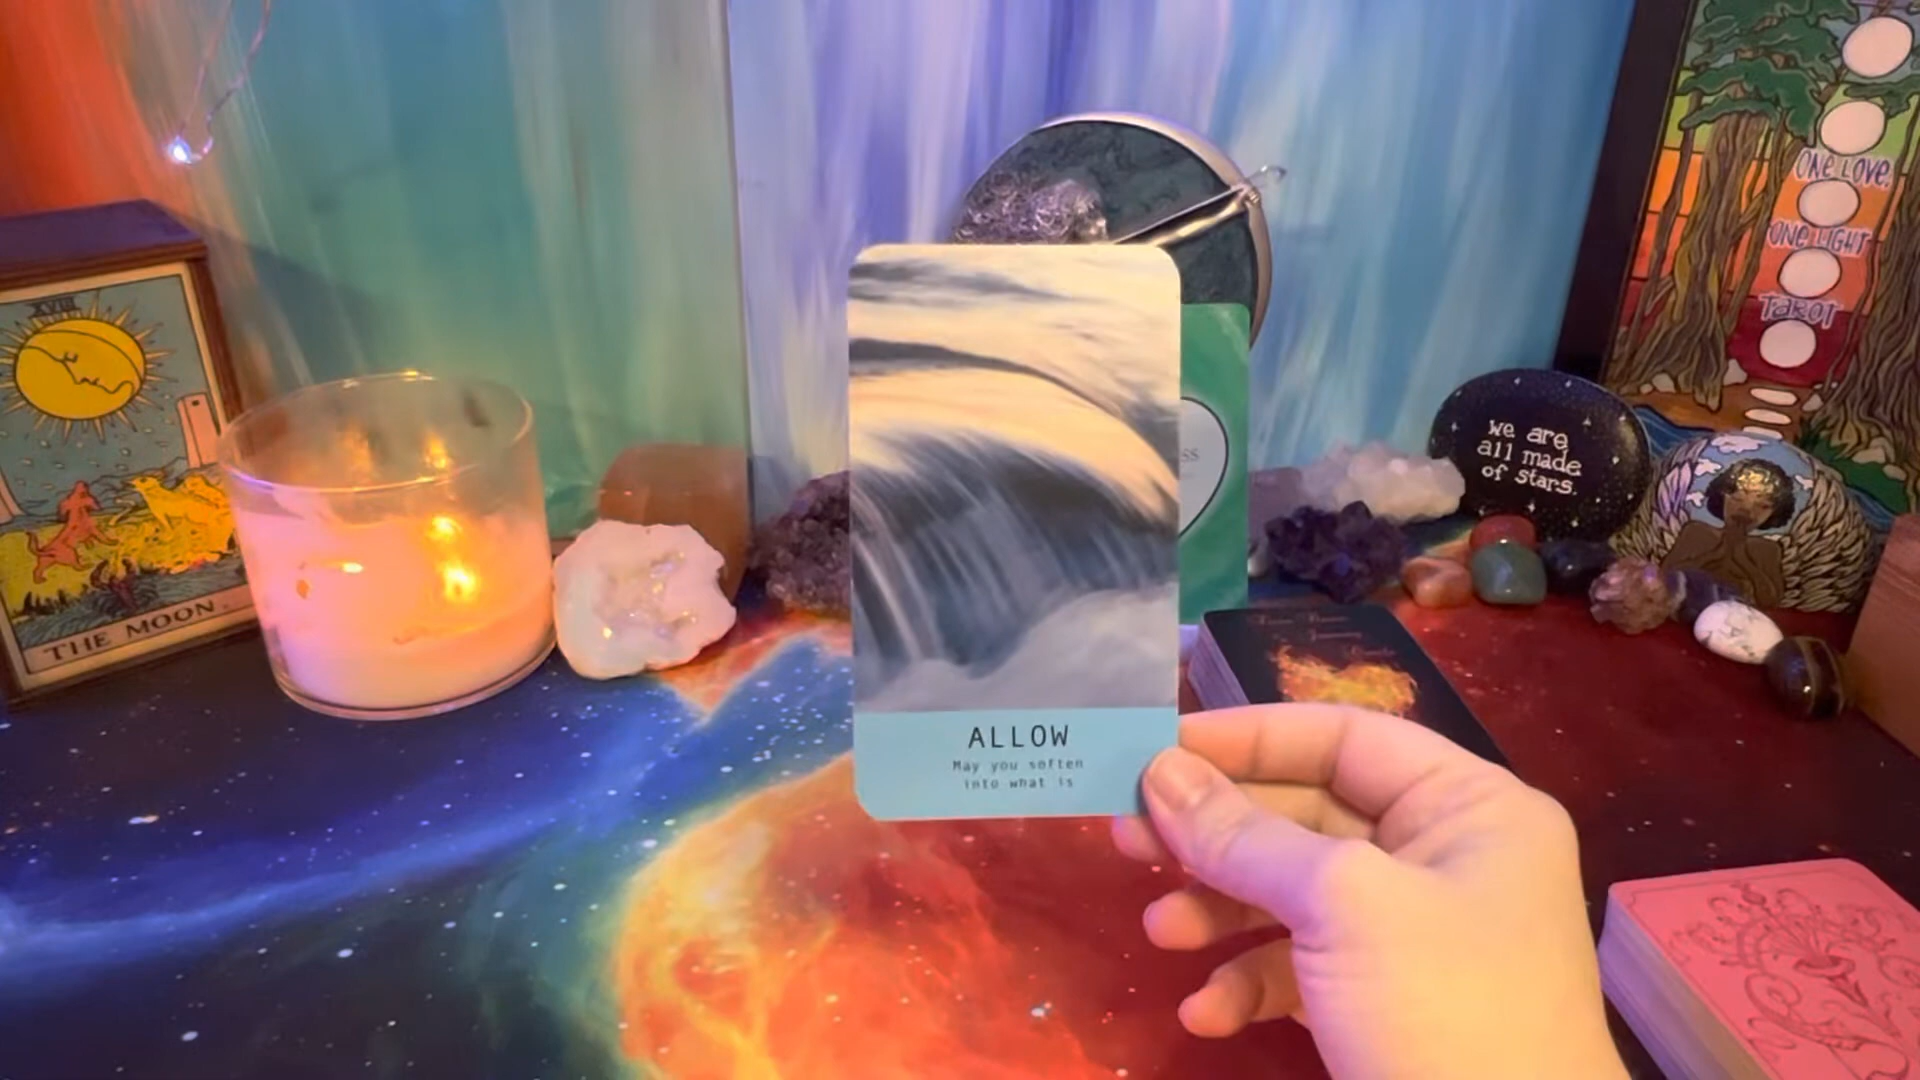 XVIII
THE MOON.
ALLOW
May you soften
into what is
we are
all made
of stars.
ONE LOVE.
ONE LIGHT
TAROT